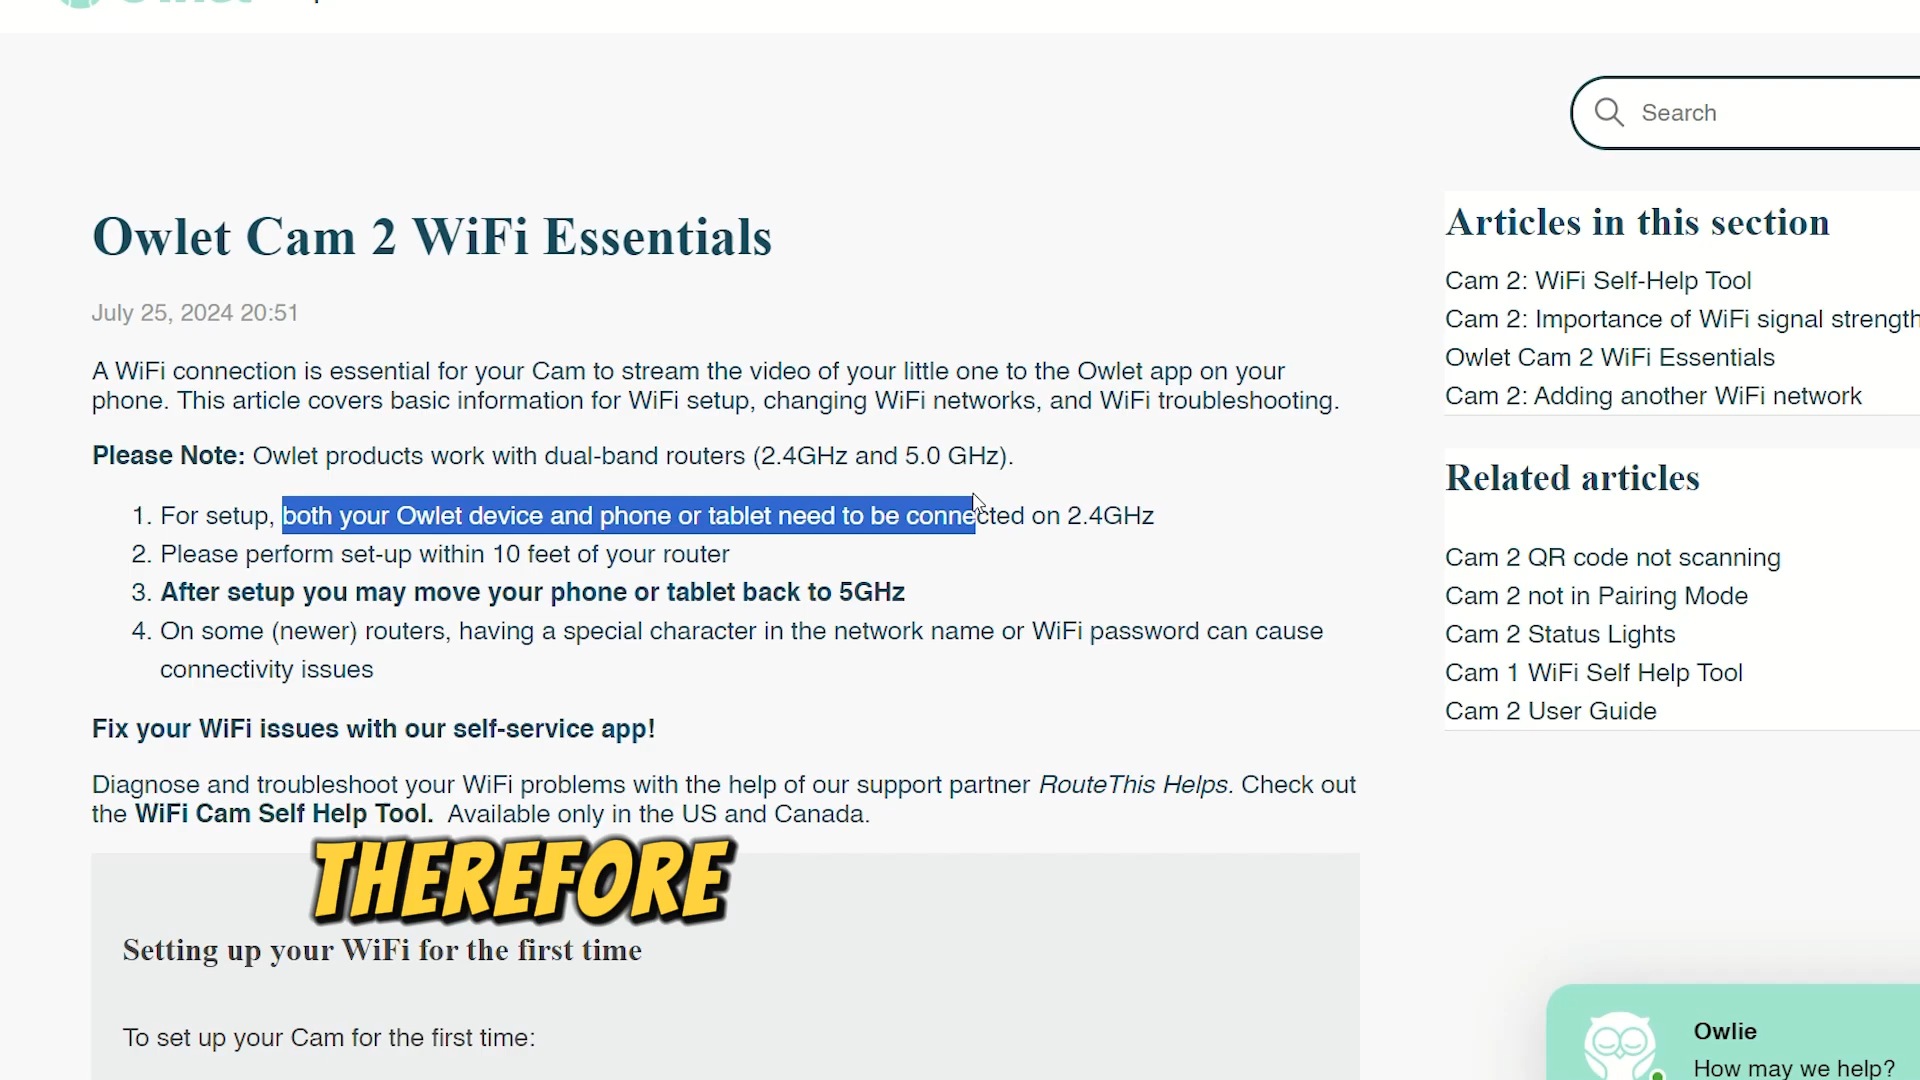 Search
Owlet Cam 2 WiFi Essentials
July 25, 2024 20:51
A WiFi connection is essential for your Cam to stream the video of your little one to the Owlet app on your
phone. This article covers basic information for WiFi setup, changing WiFi networks, and WiFi troubleshooting.
Please Note: Owlet products work with dual-band routers (2.4GHz and 5.0 GHz).
1. For setup, both your Owlet device and phone or tablet need to be connected on 2.4GHz
2. Please perform set-up within 10 feet of your router
3. After setup you may move your phone or tablet back to 5GHz
4. On some (newer) routers, having a special character in the network name or WiFi password can cause
connectivity issues
Fix your WiFi issues with our self-service app!
Diagnose and troubleshoot your WiFi problems with the help of our support partner RouteThis Helps. Check out
the WiFi Cam Self Help Tool. Available only in the US and Canada.
THEREFORE
Setting up your WiFi for the first time
To set up your Cam for the first time:
Articles in this section
Cam 2: WiFi Self-Help Tool
Cam 2: Importance of WiFi signal strength
Owlet Cam 2 WiFi Essentials
Cam 2: Adding another WiFi network
Related articles
Cam 2 QR code not scanning
Cam 2 not in Pairing Mode
Cam 2 Status Lights
Cam 1 WiFi Self Help Tool
Cam 2 User Guide
Owlie
How may we help?